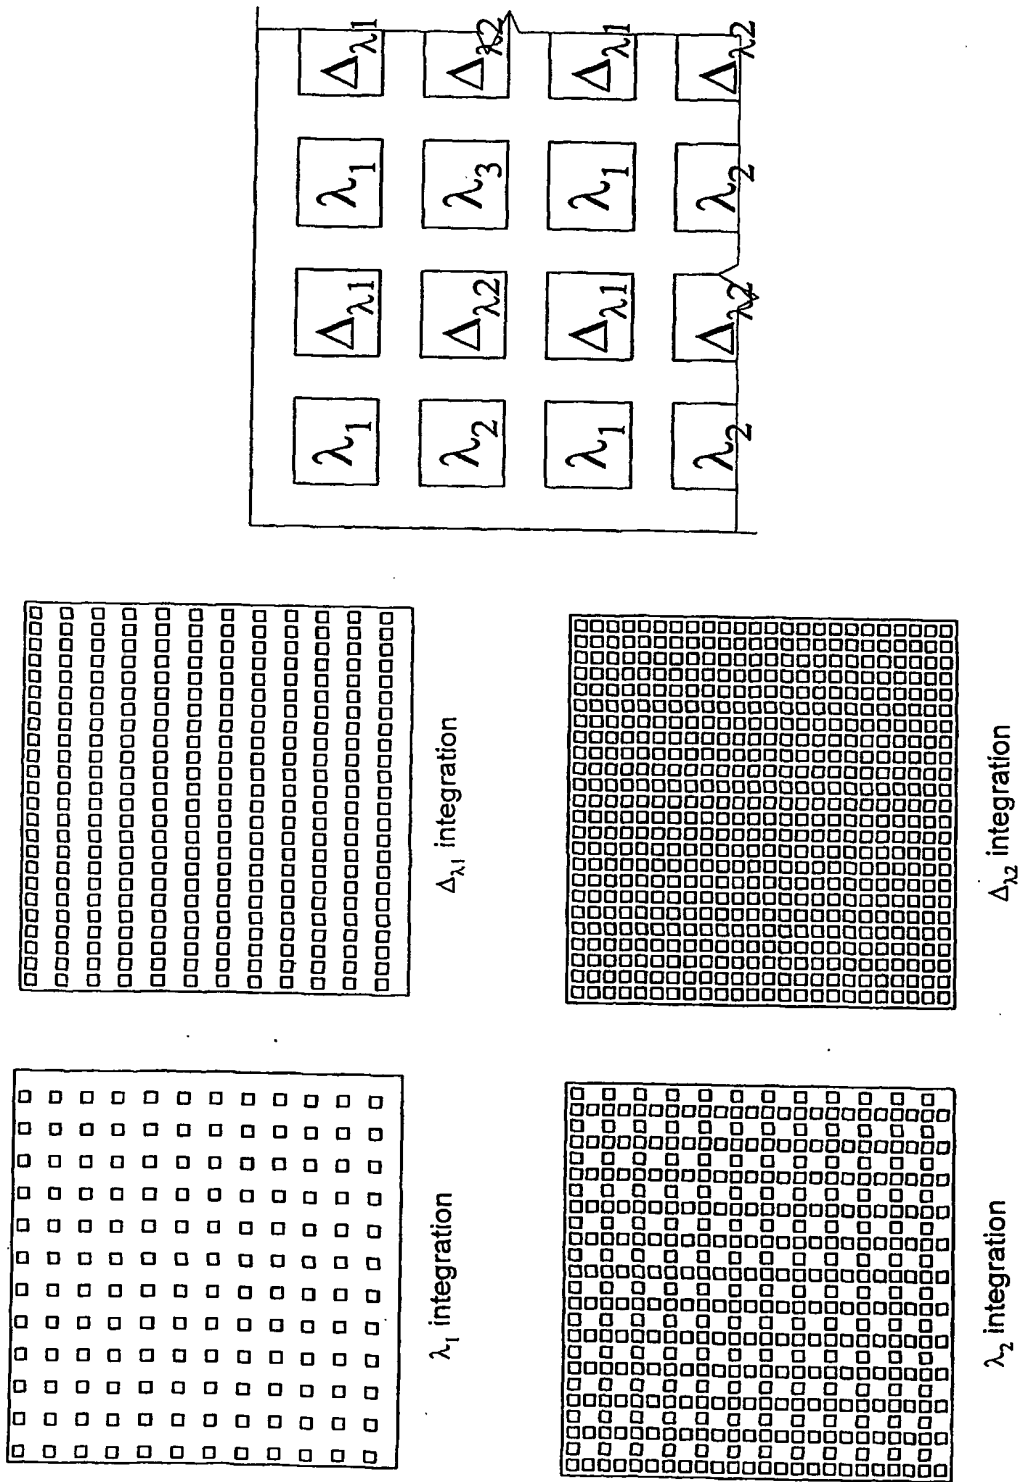 λ₁ integration
Δλ₁ integration
λ₂ integration
Δλ₂ integration
λ₁ Δλ1 λ₁ Δλ1
λ₂ Δλ2 λ₃ Δλ2
λ₁ Δλ1 λ₁ Δλ1
λ₂ Δλ2 λ₂ Δλ2